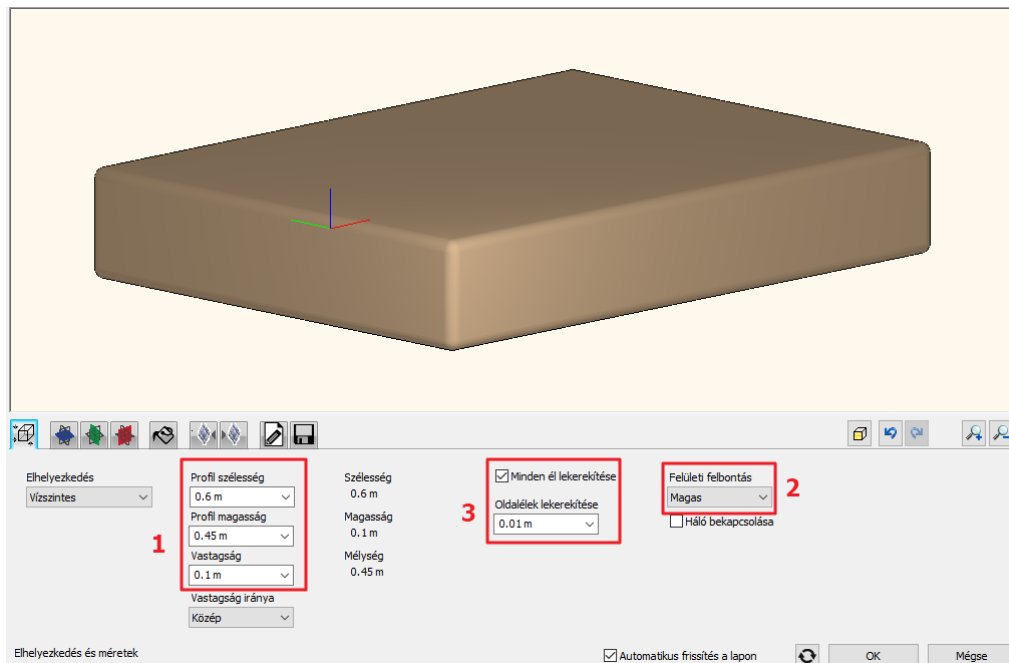 Elhelyezkedés
Vízszintes
1
Profil szélesség
0.6 m
Profil magasság
0.45 m
Vastagság
0.1 m
Vastagság iránya
Közép
Szélesség
0.6 m
Magasság
0.1 m
Mélység
0.45 m
3
Minden él lekerekítése
Oldalélek lekerekítése
0.01 m
Felületi felbontás
Magas
2
Háló bekapcsolása
Elhelyezkedés és méretek
Automatikus frissítés a lapon
OK
Mégse